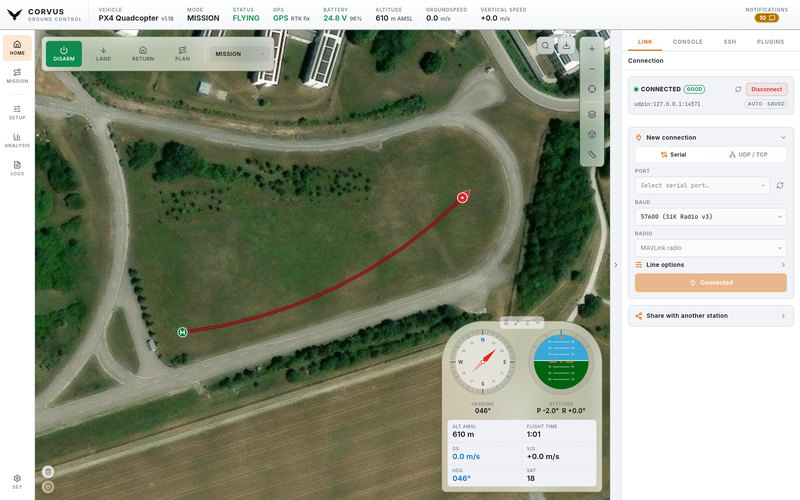 CORVUS
GROUND CONTROL
VEHICLE
PX4 Quadcopter v1.18
MODE
MISSION
STATUS
FLYING
GPS
GPS RTK fix
BATTERY
24.8 V 96%
ALTITUDE
610 m AMSL
GROUNDSPEED
0.0 m/s
VERTICAL SPEED
+0.0 m/s
NOTIFICATIONS
10
HOME
MISSION
SETUP
ANALYSIS
LOGS
SET
DISARM
LAND
RETURN
PLAN
MISSION
H
N
E
S
W
HEADING
046°
ATTITUDE
P -2.0° R +0.0°
ALT AMSL
610 m
FLIGHT TIME
1:01
GS
0.0 m/s
V/S
+0.0 m/s
HDG
046°
SAT
18
LINK
CONSOLE
SSH
PLUGINS
Connection
CONNECTED
GOOD
Disconnect
udpin:127.0.0.1:14571
AUTO · SAVED
New connection
Serial
UDP / TCP
PORT
Select serial port…
BAUD
57600 (SiK Radio v3)
RADIO
MAVLink radio
Line options
Connected
Share with another station